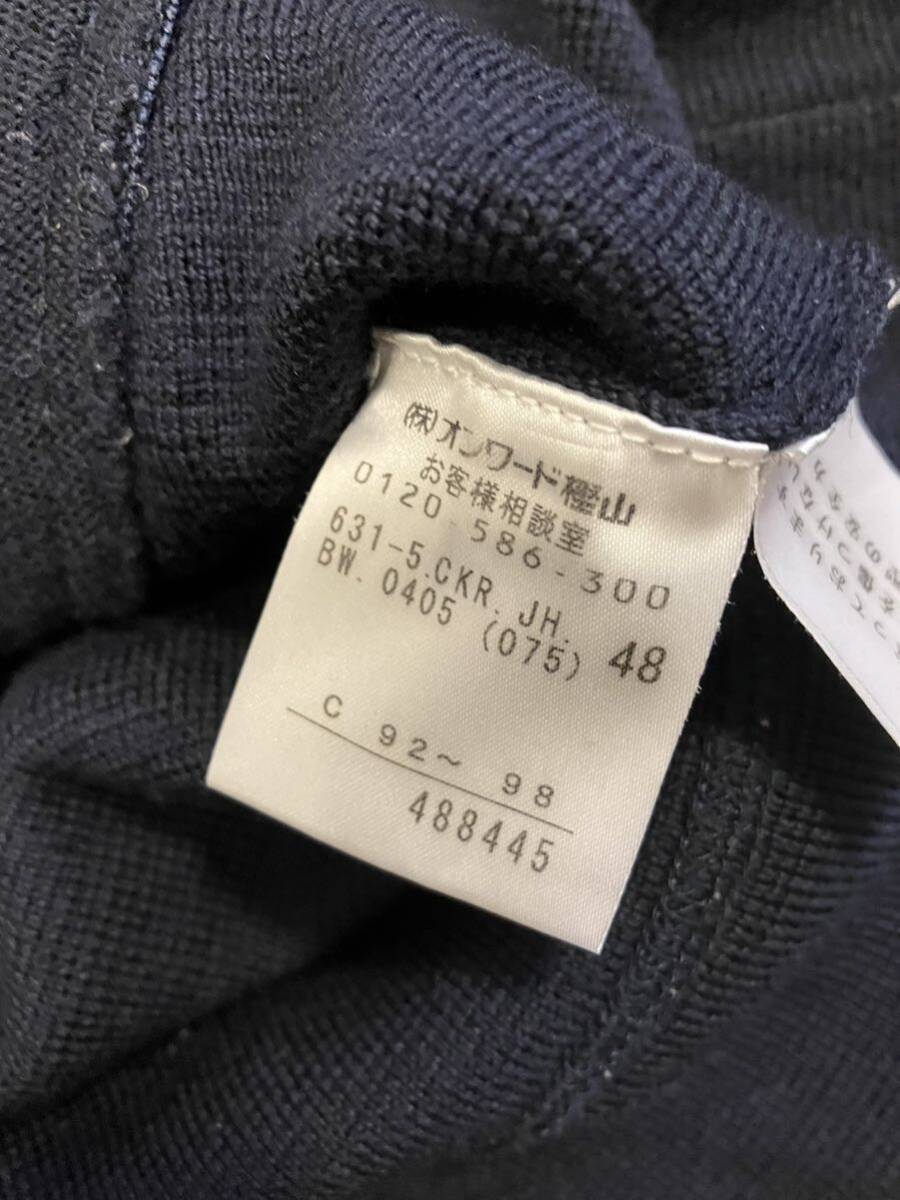 (株)オンワード樫山
お客様相談室
0120-586-300
631-5.CKR.JH.
BW. 0405 (075) 48
C 92～ 98
488445